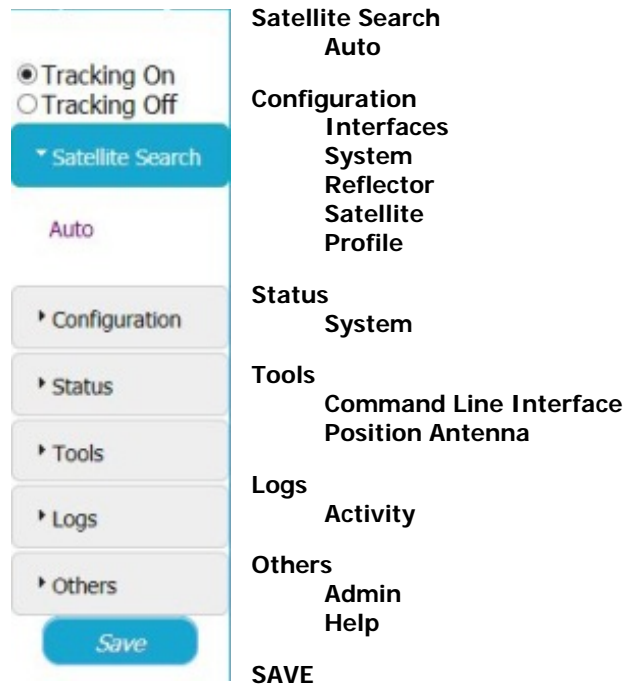 Tracking On
Tracking Off
Satellite Search
Auto
Configuration
Status
Tools
Logs
Others
Save
Satellite Search
Auto
Configuration
Interfaces
System
Reflector
Satellite
Profile
Status
System
Tools
Command Line Interface
Position Antenna
Logs
Activity
Others
Admin
Help
SAVE